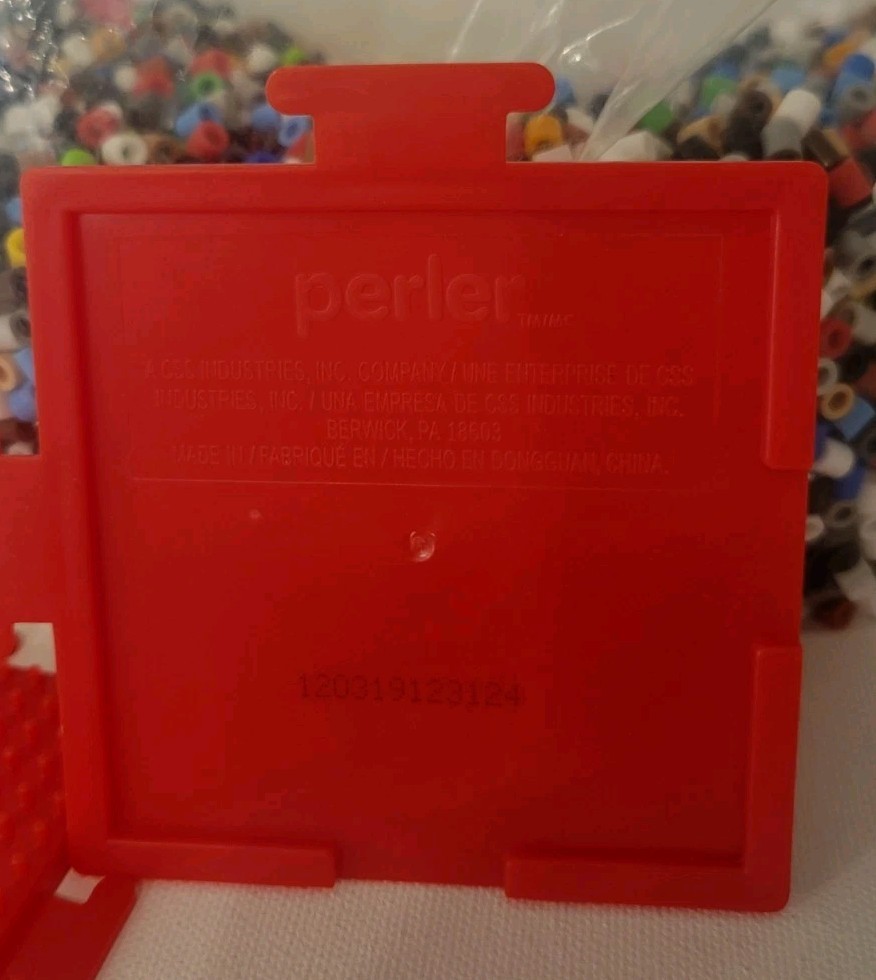 perler TM/MC
A CSS INDUSTRIES, INC. COMPANY / UNE ENTERPRISE DE CSS
INDUSTRIES, INC. / UNA EMPRESA DE CSS INDUSTRIES, INC.
BERWICK, PA 18603
MADE IN / FABRIQUÉ EN / HECHO EN DONGGUAN, CHINA.
120319123124